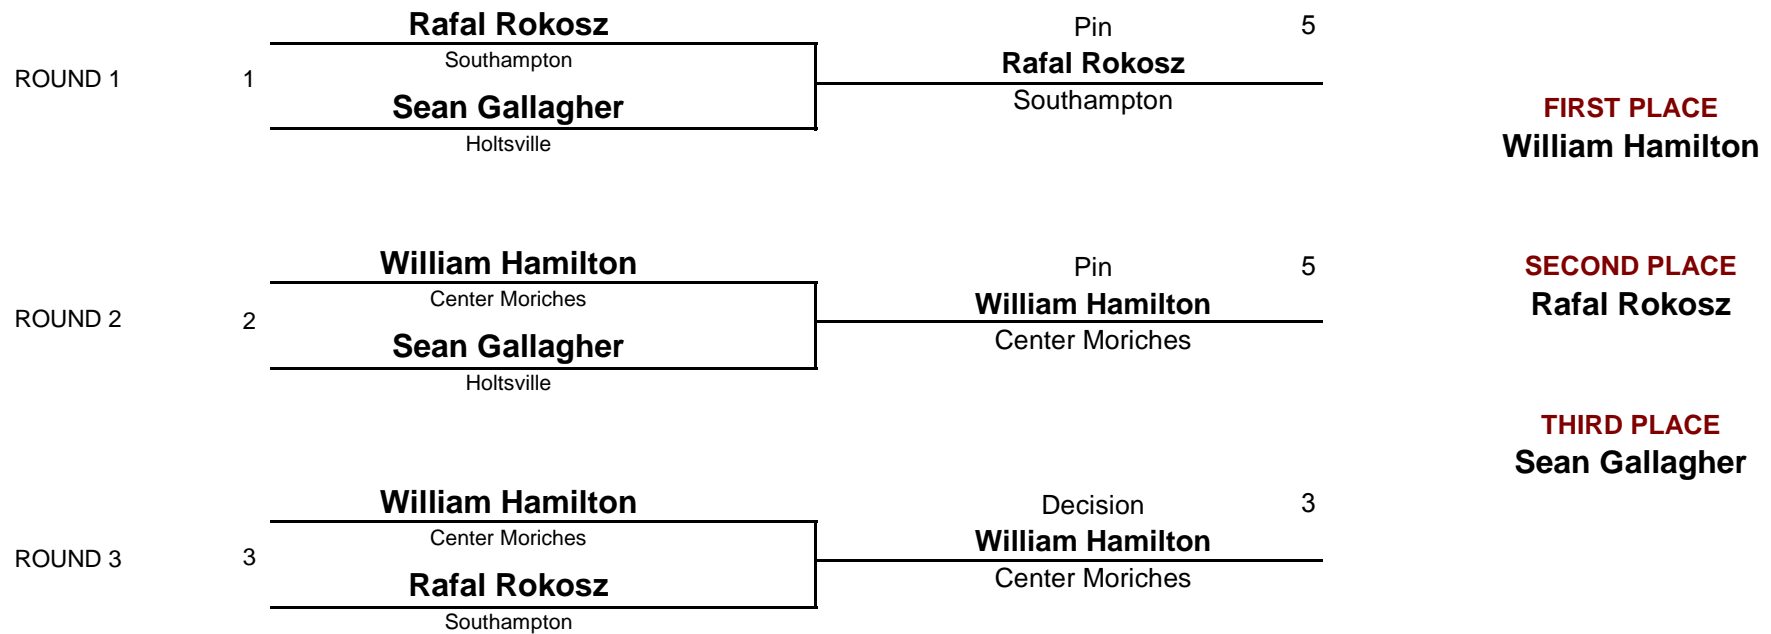 Rafal Rokosz
Southampton
ROUND 1
1
Sean Gallagher
Holtsville
Pin
5
Rafal Rokosz
Southampton
William Hamilton
Center Moriches
ROUND 2
2
Sean Gallagher
Holtsville
Pin
5
William Hamilton
Center Moriches
William Hamilton
Center Moriches
ROUND 3
3
Rafal Rokosz
Southampton
Decision
3
William Hamilton
Center Moriches
FIRST PLACE
William Hamilton
SECOND PLACE
Rafal Rokosz
THIRD PLACE
Sean Gallagher